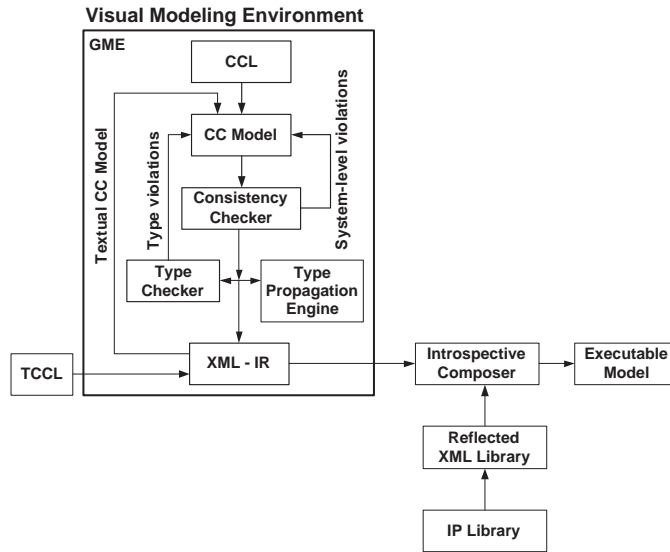 Visual Modeling Environment
GME
CCL
CC Model
Textual CC Model
Type violations
System-level violations
Consistency
Checker
Type
Checker
Type
Propagation
Engine
TCCL
XML - IR
Introspective
Composer
Executable
Model
Reflected
XML Library
IP Library